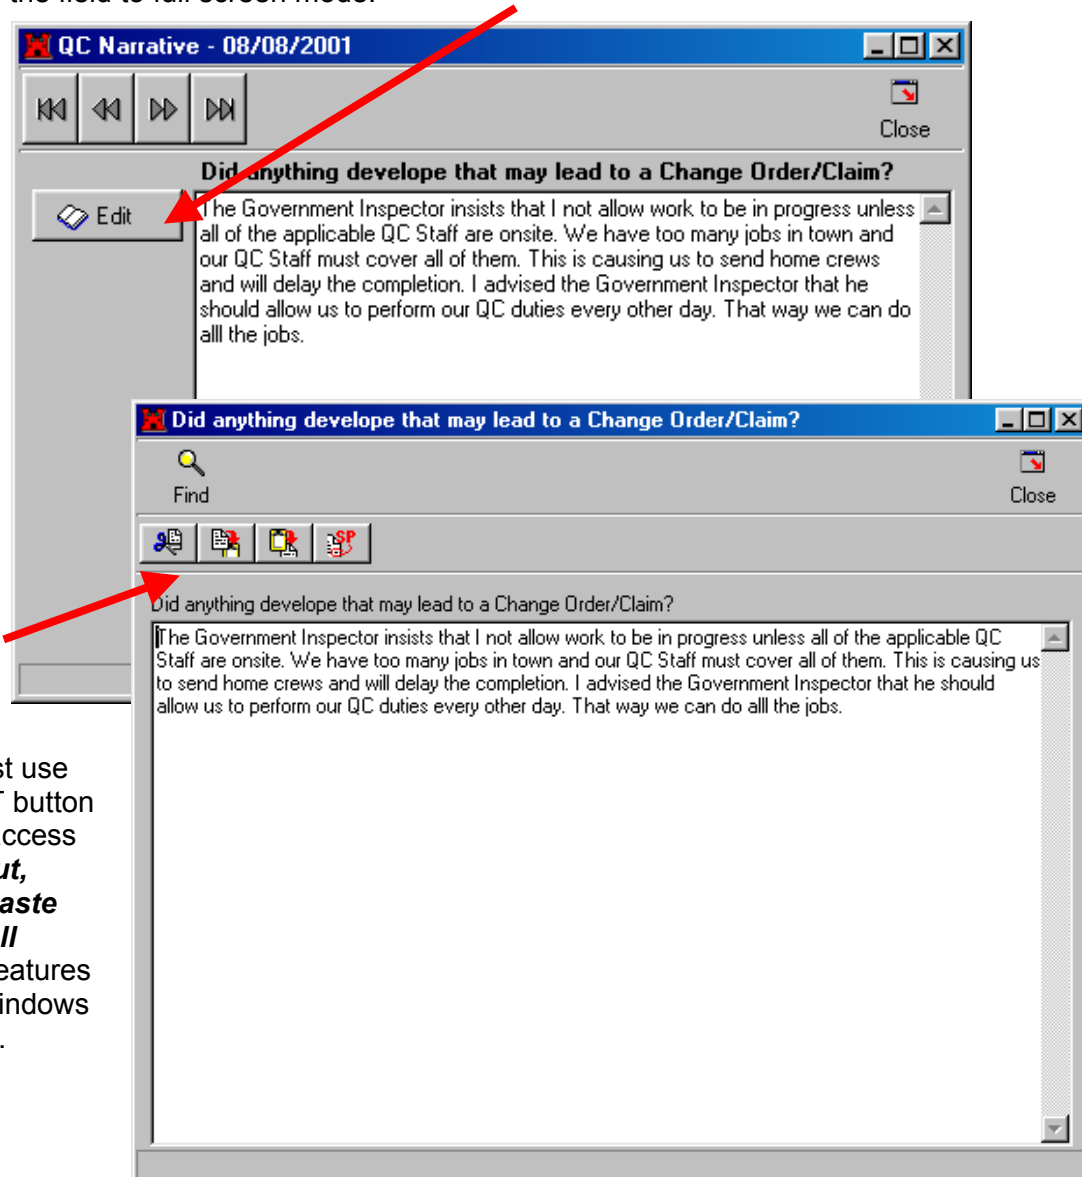 the field to full screen mode.
QC Narrative - 08/08/2001
Close
Did anything develope that may lead to a Change Order/Claim?
Edit
The Government Inspector insists that I not allow work to be in progress unless
all of the applicable QC Staff are onsite. We have too many jobs in town and
our QC Staff must cover all of them. This is causing us to send home crews
and will delay the completion. I advised the Government Inspector that he
should allow us to perform our QC duties every other day. That way we can do
alll the jobs.
Did anything develope that may lead to a Change Order/Claim?
Find
Close
SP
Did anything develope that may lead to a Change Order/Claim?
The Government Inspector insists that I not allow work to be in progress unless all of the applicable QC
Staff are onsite. We have too many jobs in town and our QC Staff must cover all of them. This is causing us
to send home crews and will delay the completion. I advised the Government Inspector that he should
allow us to perform our QC duties every other day. That way we can do alll the jobs.
st use
T button
ccess
ut,
aste
ll
eatures
indows
.